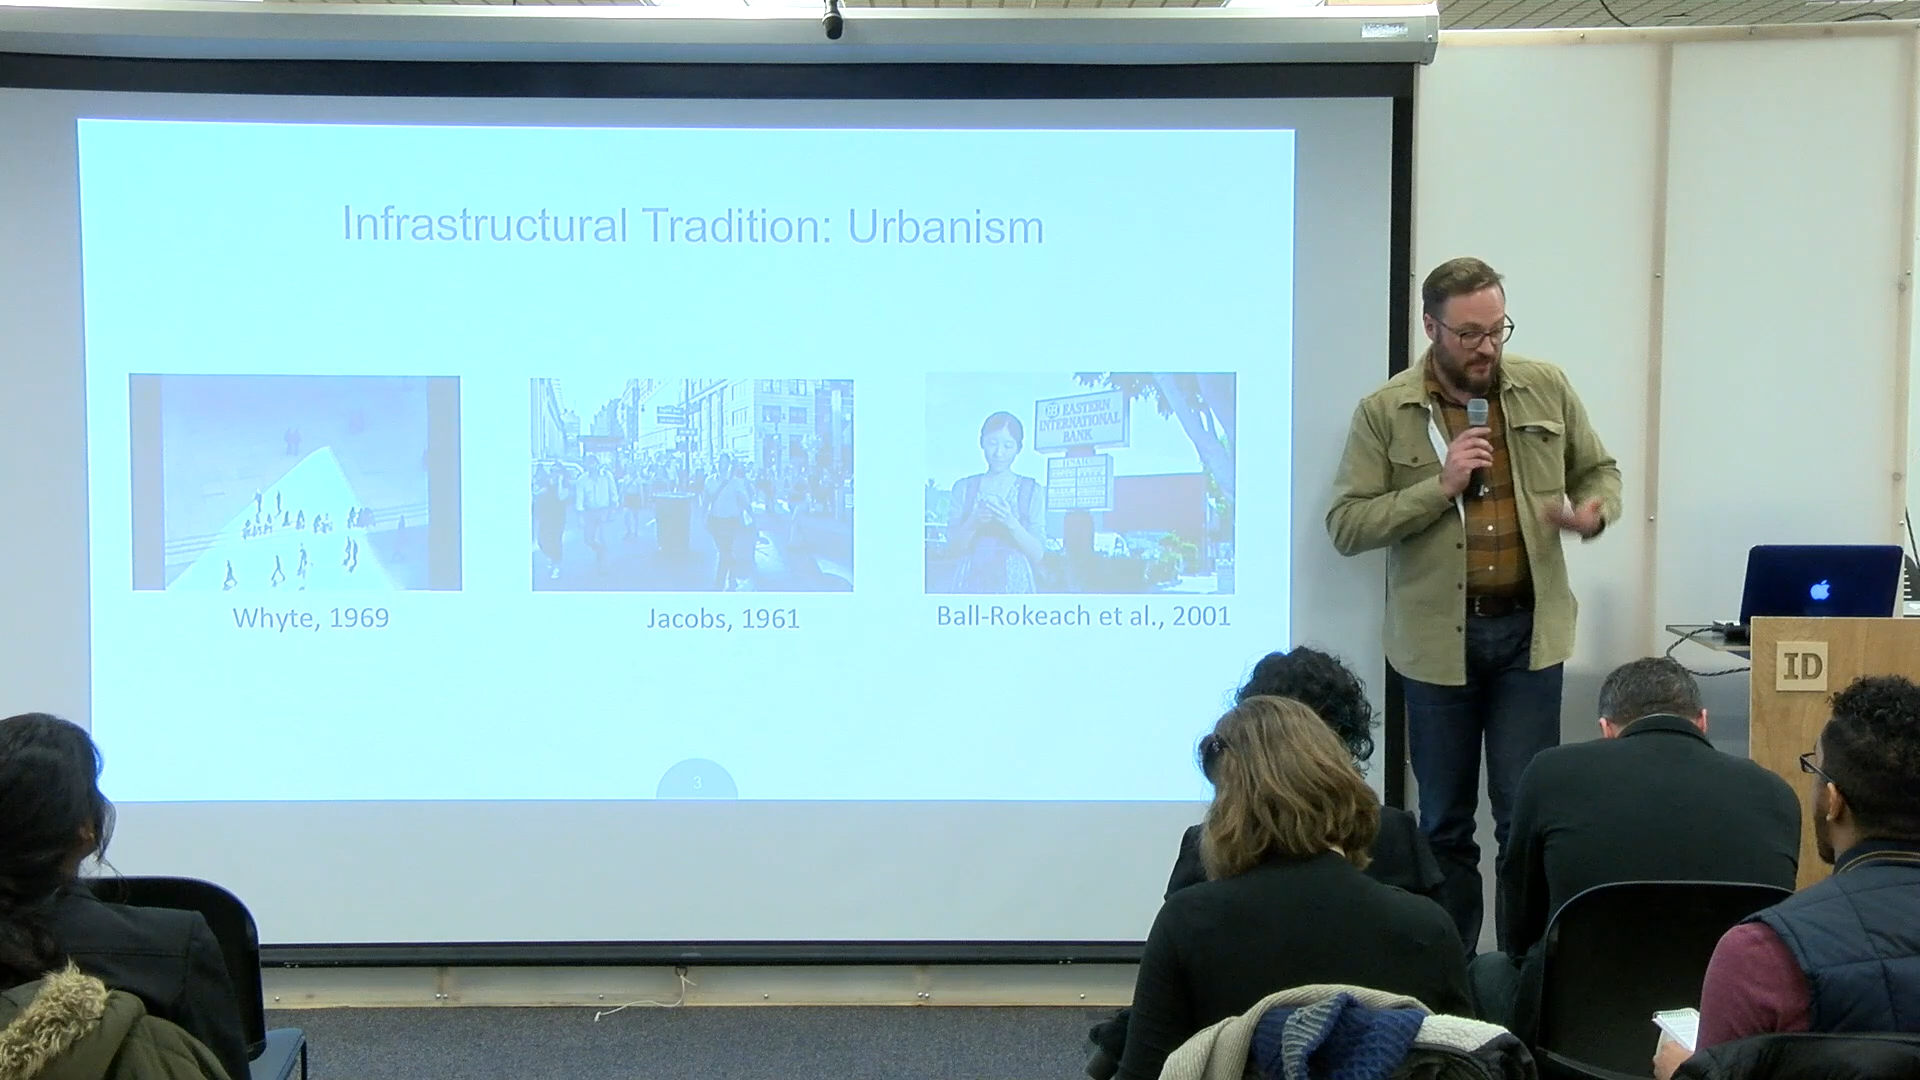 Infrastructural Tradition: Urbanism
EASTERN
INTERNATIONAL
BANK
Whyte, 1969
Jacobs, 1961
Ball-Rokeach et al., 2001
3
ID